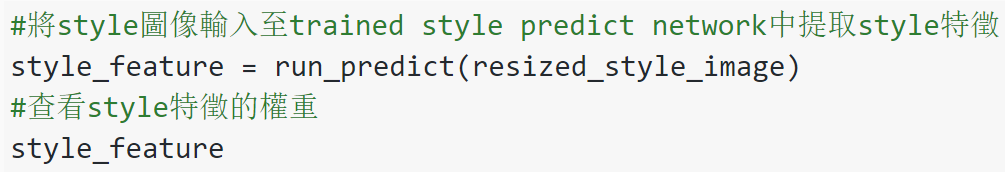 #將style圖像輸入至trained style predict network中提取style特徵
style_feature = run_predict(resized_style_image)
#查看style特徵的權重
style_feature